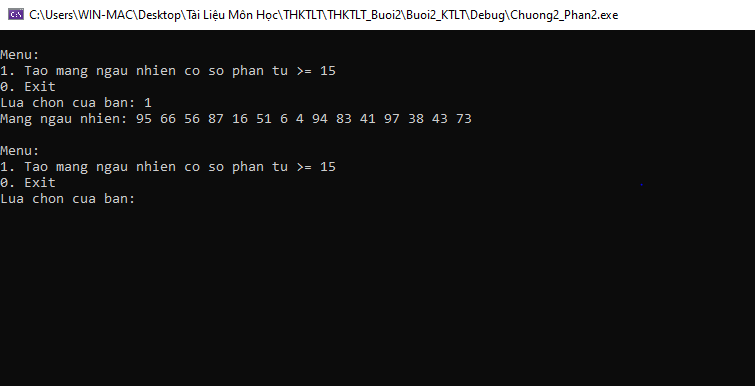 C:\Users\WIN-MAC\Desktop\Tài Liệu Môn Học\THKTLT\THKTLT_Buoi2\Buoi2_KTLT\Debug\Chuong2_Phan2.exe
Menu:
1. Tao mang ngau nhien co so phan tu >= 15
0. Exit
Lua chon cua ban: 1
Mang ngau nhien: 95 66 56 87 16 51 6 4 94 83 41 97 38 43 73
Menu:
1. Tao mang ngau nhien co so phan tu >= 15
0. Exit
Lua chon cua ban: